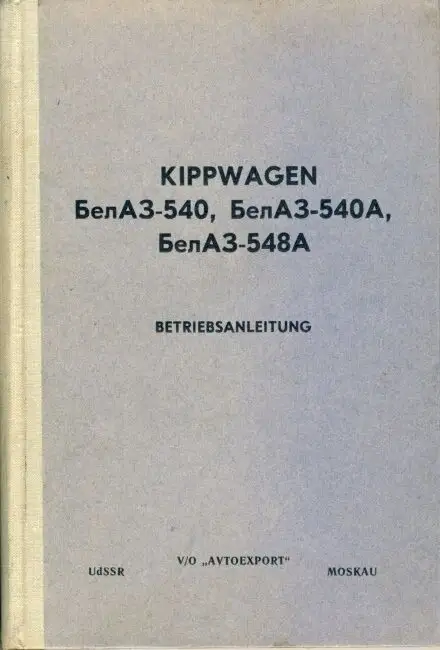 KIPPWAGEN
БелАЗ-540, БелАЗ-540А,
БелАЗ-548А
BETRIEBSANLEITUNG
V/O „AVTOEXPORT“
UdSSR MOSKAU